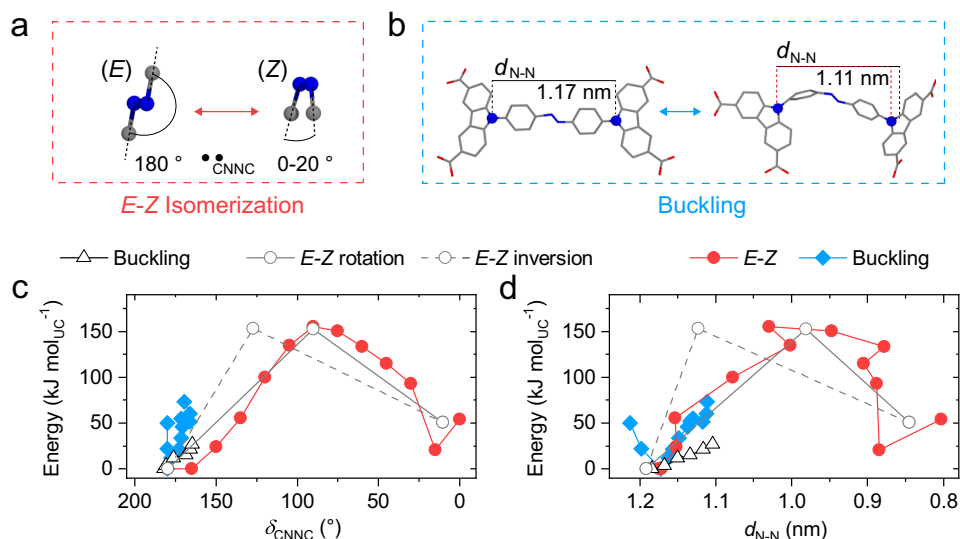 a
(E)
(Z)
180 °
••CNNC
0-20 °
E-Z Isomerization
b
dN-N
1.17 nm
dN-N
1.11 nm
Buckling
Buckling
E-Z rotation
E-Z inversion
E-Z
Buckling
c
Energy (kJ molUC⁻¹)
150
100
50
0
200
150
100
50
0
δCNNC (°)
d
Energy (kJ molUC⁻¹)
150
100
50
0
1.2
1.1
1.0
0.9
0.8
dN-N (nm)